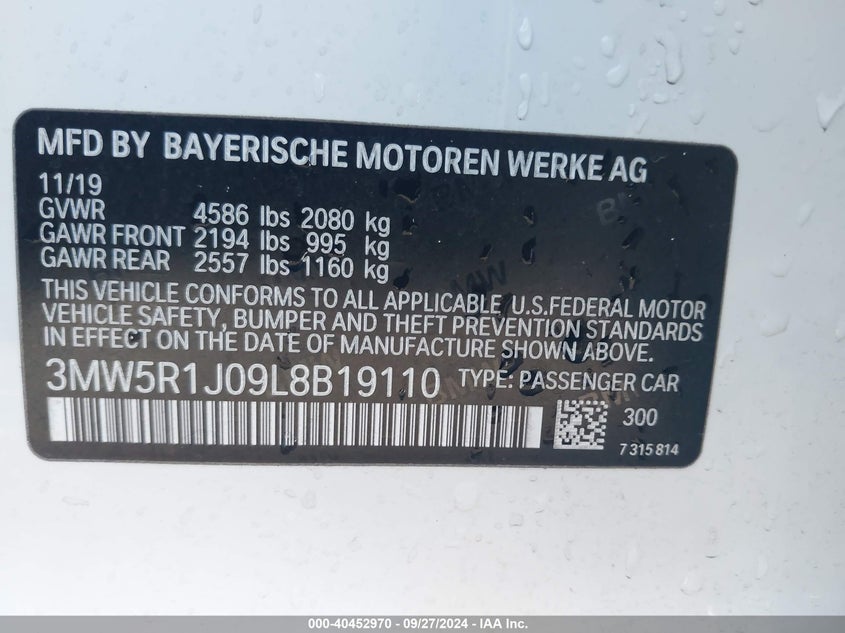 MFD BY BAYERISCHE MOTOREN WERKE AG
11/19
GVWR 4586 lbs 2080 kg
GAWR FRONT 2194 lbs 995 kg
GAWR REAR 2557 lbs 1160 kg
THIS VEHICLE CONFORMS TO ALL APPLICABLE U.S.FEDERAL MOTOR
VEHICLE SAFETY, BUMPER AND THEFT PREVENTION STANDARDS
IN EFFECT ON THE DATE OF MANUFACTURE SHOWN ABOVE.
3MW5R1J09L8B19110 TYPE: PASSENGER CAR
300
7315814
000-40452970 • 09/27/2024 - IAA Inc.